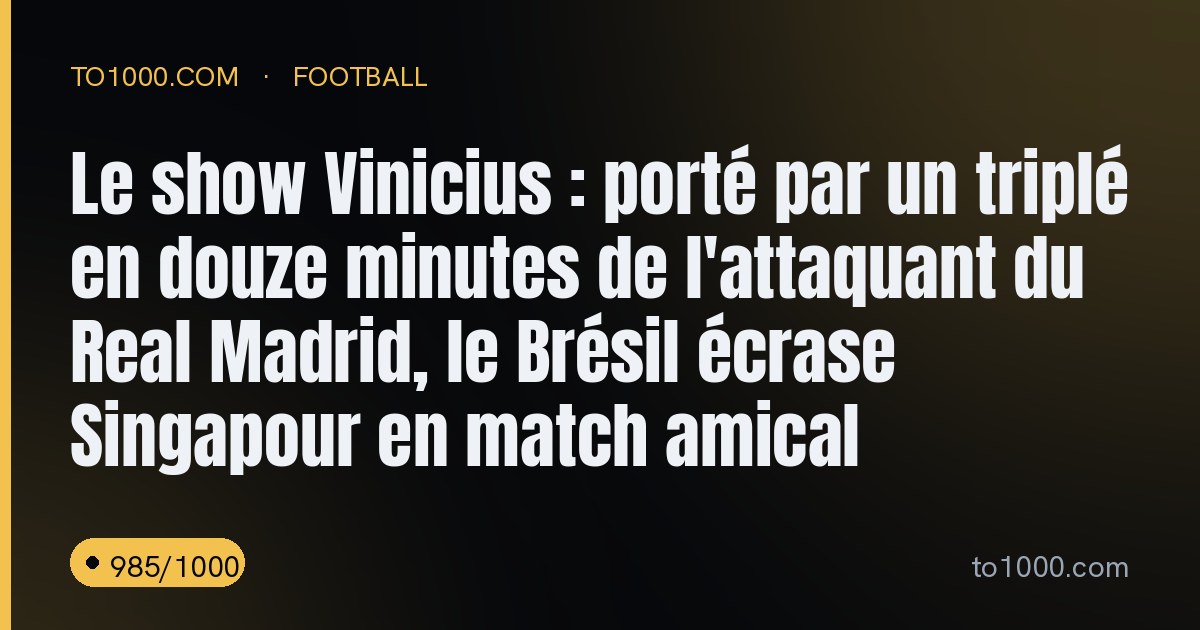 TO1000.COM · FOOTBALL
Le show Vinicius : porté par un triplé
en douze minutes de l'attaquant du
Real Madrid, le Brésil écrase
Singapour en match amical
985/1000
to1000.com